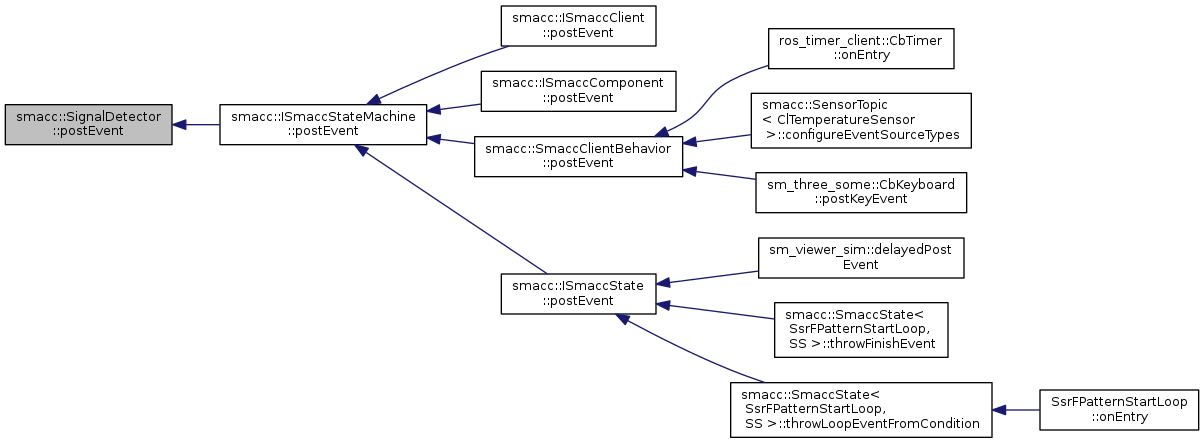 smacc::SignalDetector
::postEvent
smacc::ISmaccStateMachine
::postEvent
smacc::ISmaccClient
::postEvent
smacc::ISmaccComponent
::postEvent
smacc::SmaccClientBehavior
::postEvent
smacc::ISmaccState
::postEvent
ros_timer_client::CbTimer
::onEntry
smacc::SensorTopic
< ClTemperatureSensor
>::configureEventSourceTypes
sm_three_some::CbKeyboard
::postKeyEvent
sm_viewer_sim::delayedPost
Event
smacc::SmaccState<
SsrFPatternStartLoop,
SS >::throwFinishEvent
smacc::SmaccState<
SsrFPatternStartLoop,
SS >::throwLoopEventFromCondition
SsrFPatternStartLoop
::onEntry